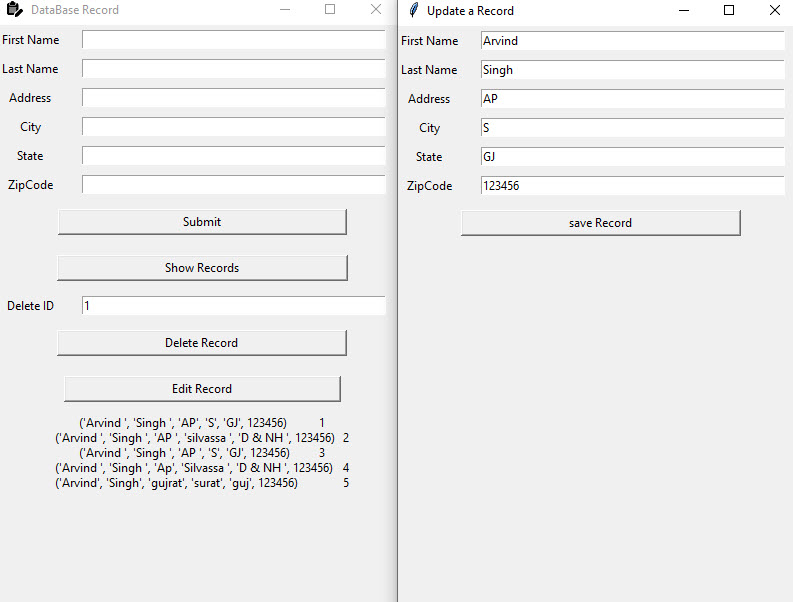 DataBase Record
First Name
Last Name
Address
City
State
ZipCode
Submit
Show Records
Delete ID 1
Delete Record
Edit Record
('Arvind ', 'Singh ', 'AP', 'S', 'GJ', 123456) 1
('Arvind ', 'Singh ', 'AP ', 'silvassa ', 'D & NH ', 123456) 2
('Arvind ', 'Singh ', 'AP ', 'S', 'GJ', 123456) 3
('Arvind ', 'Singh ', 'Ap', 'Silvassa ', 'D & NH ', 123456) 4
('Arvind', 'Singh', 'gujrat', 'surat', 'guj', 123456) 5
Update a Record
First Name Arvind
Last Name Singh
Address AP
City S
State GJ
ZipCode 123456
save Record